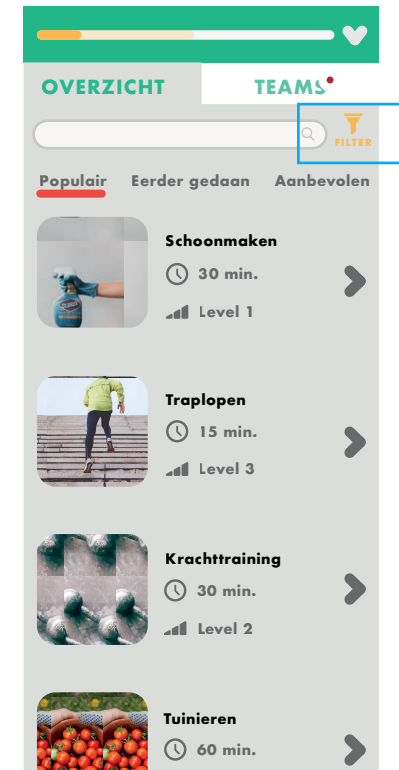 OVERZICHT TEAMS
FILTER
Populair Eerder gedaan Aanbevolen
Schoonmaken
30 min.
Level 1
Traplopen
15 min.
Level 3
Krachttraining
30 min.
Level 2
Tuinieren
60 min.